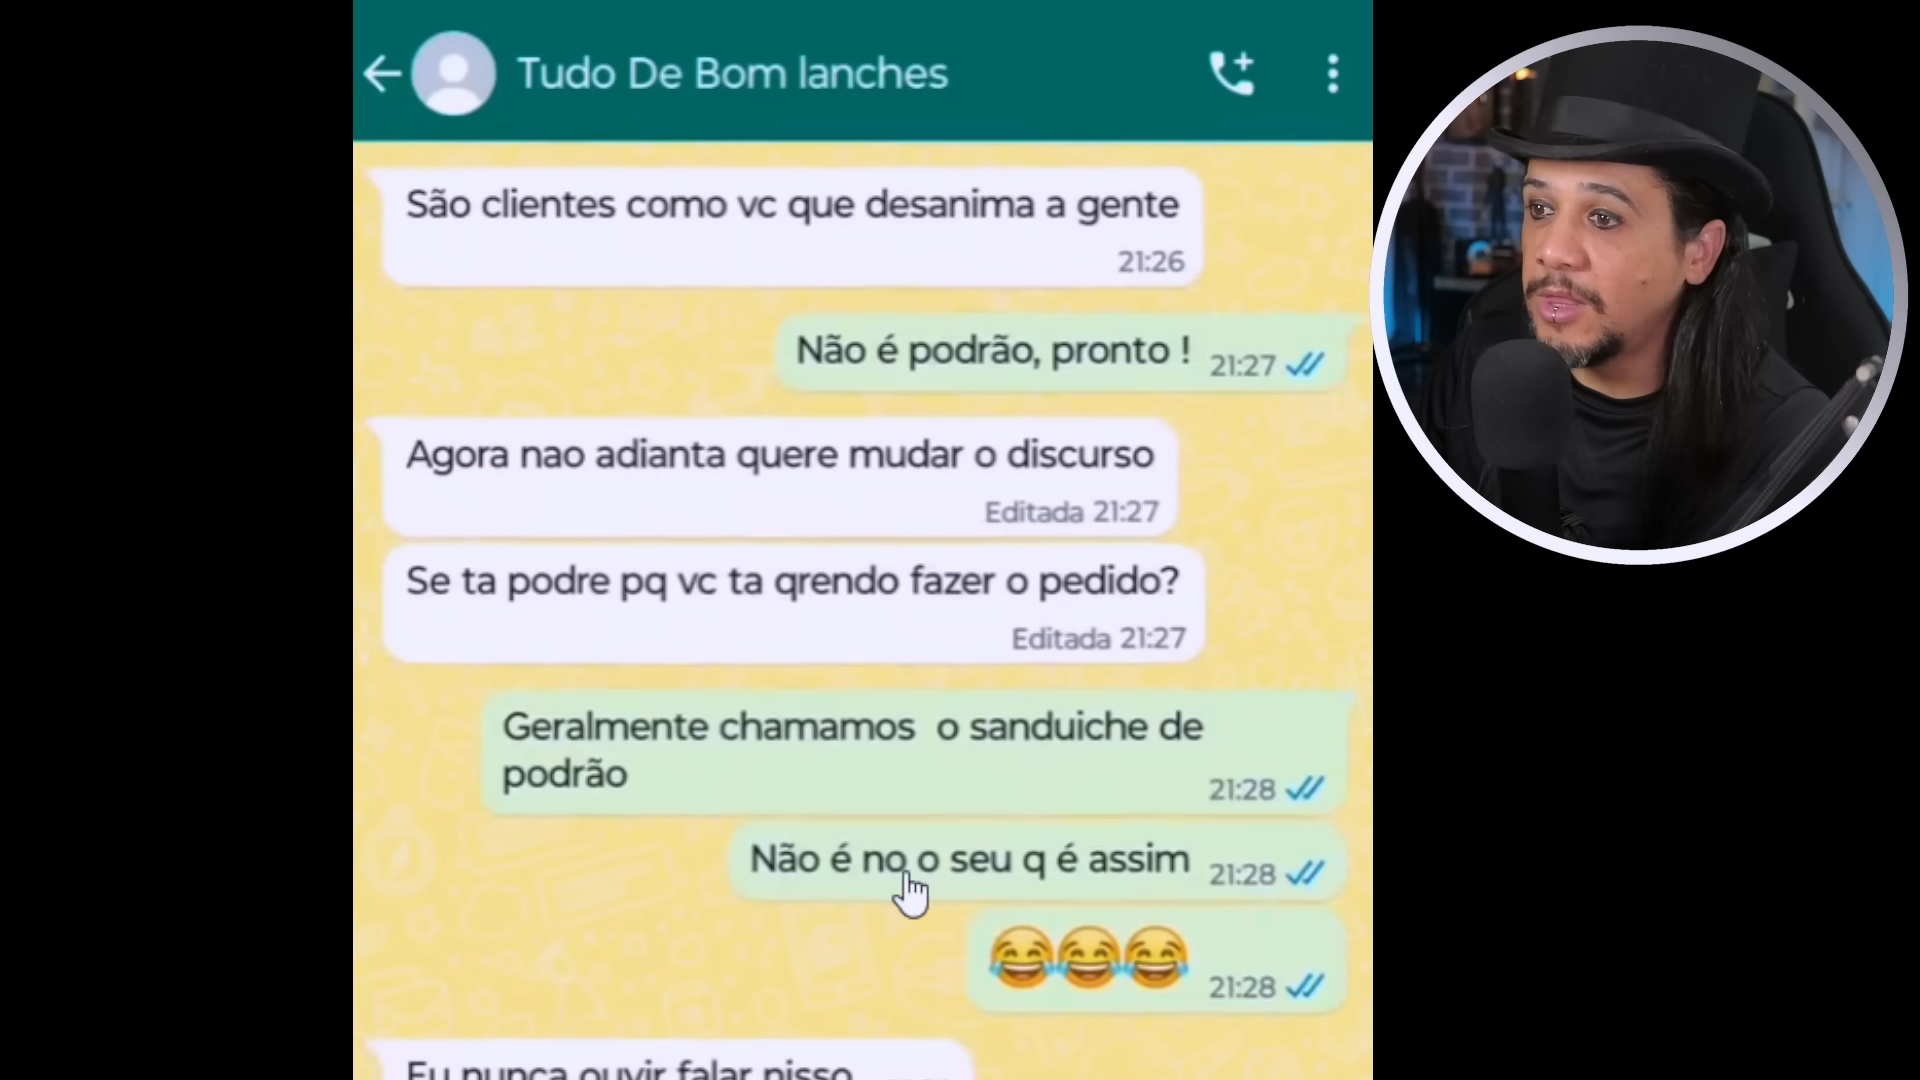 Tudo De Bom lanches
São clientes como vc que desanima a gente
21:26
Não é podrão, pronto !
21:27
Agora nao adianta quere mudar o discurso
Editada 21:27
Se ta podre pq vc ta qrendo fazer o pedido?
Editada 21:27
Geralmente chamamos o sanduiche de
podrão
21:28
Não é no o seu q é assim
21:28
😂😂😂
21:28
Eu nunca ouvir falar nisso